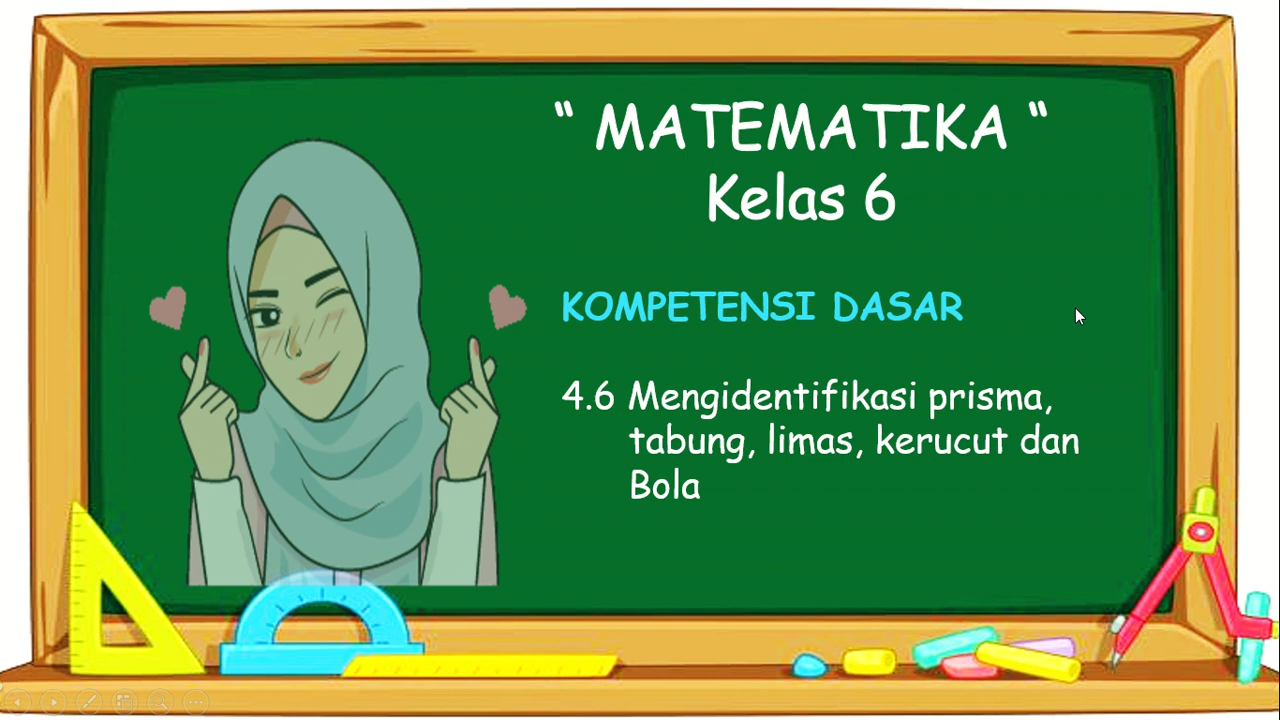 “ MATEMATIKA “
Kelas 6
KOMPETENSI DASAR
4.6 Mengidentifikasi prisma,
tabung, limas, kerucut dan
Bola